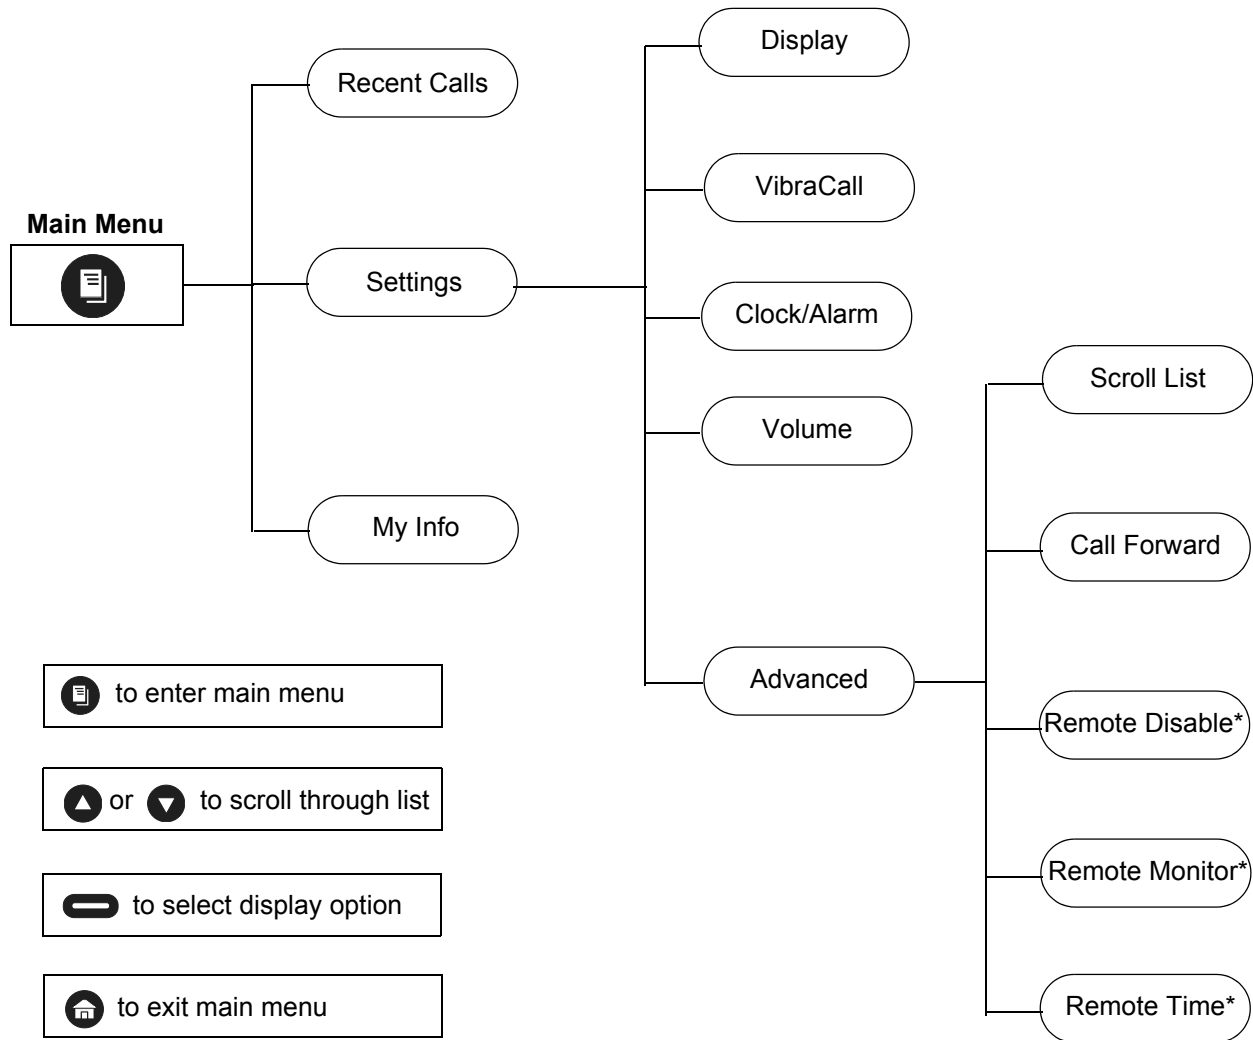 Main Menu
Recent Calls
Settings
My Info
Display
VibraCall
Clock/Alarm
Volume
Advanced
Scroll List
Call Forward
Remote Disable*
Remote Monitor*
Remote Time*
to enter main menu
or to scroll through list
to select display option
to exit main menu